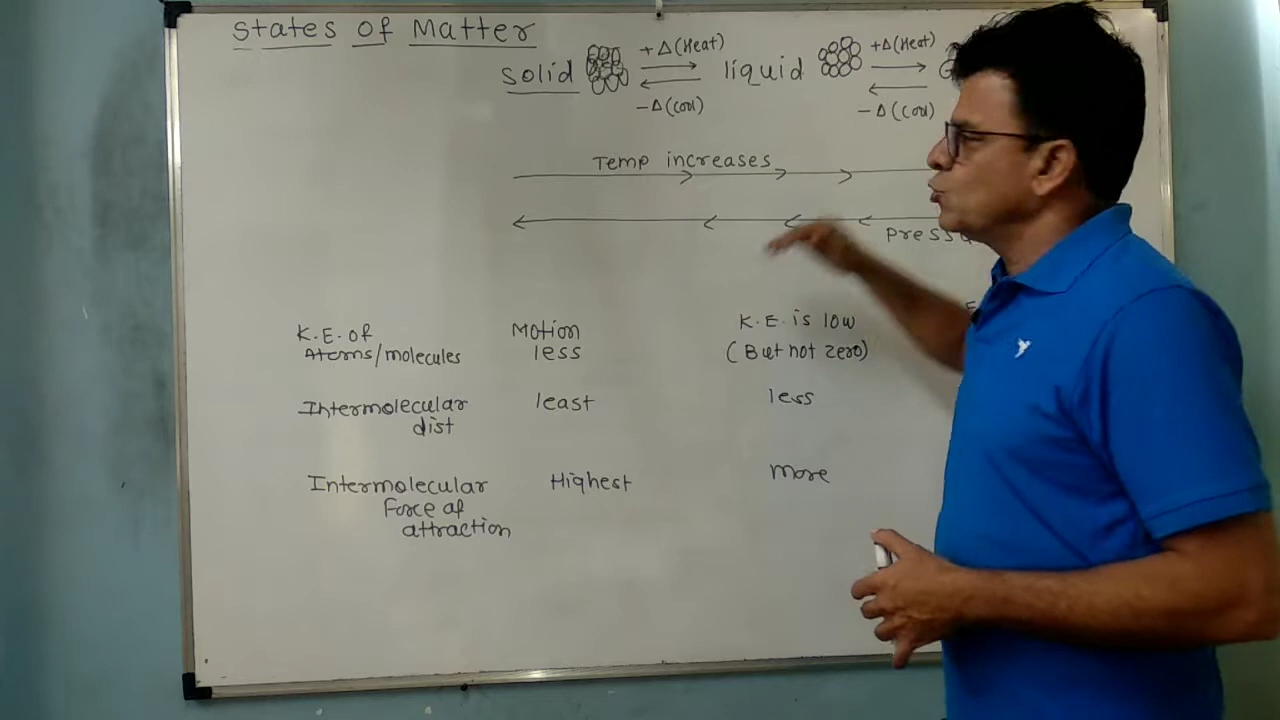 States of Matter
+Δ(Heat)
+Δ(Heat)
solid
liquid
-Δ(Cool)
-Δ(Cool)
Temp increases
K.E. of
Atoms/molecules
Motion
less
K.E. is low
(But not zero)
Intermolecular
dist
least
less
Intermolecular
Force of
attraction
Highest
more